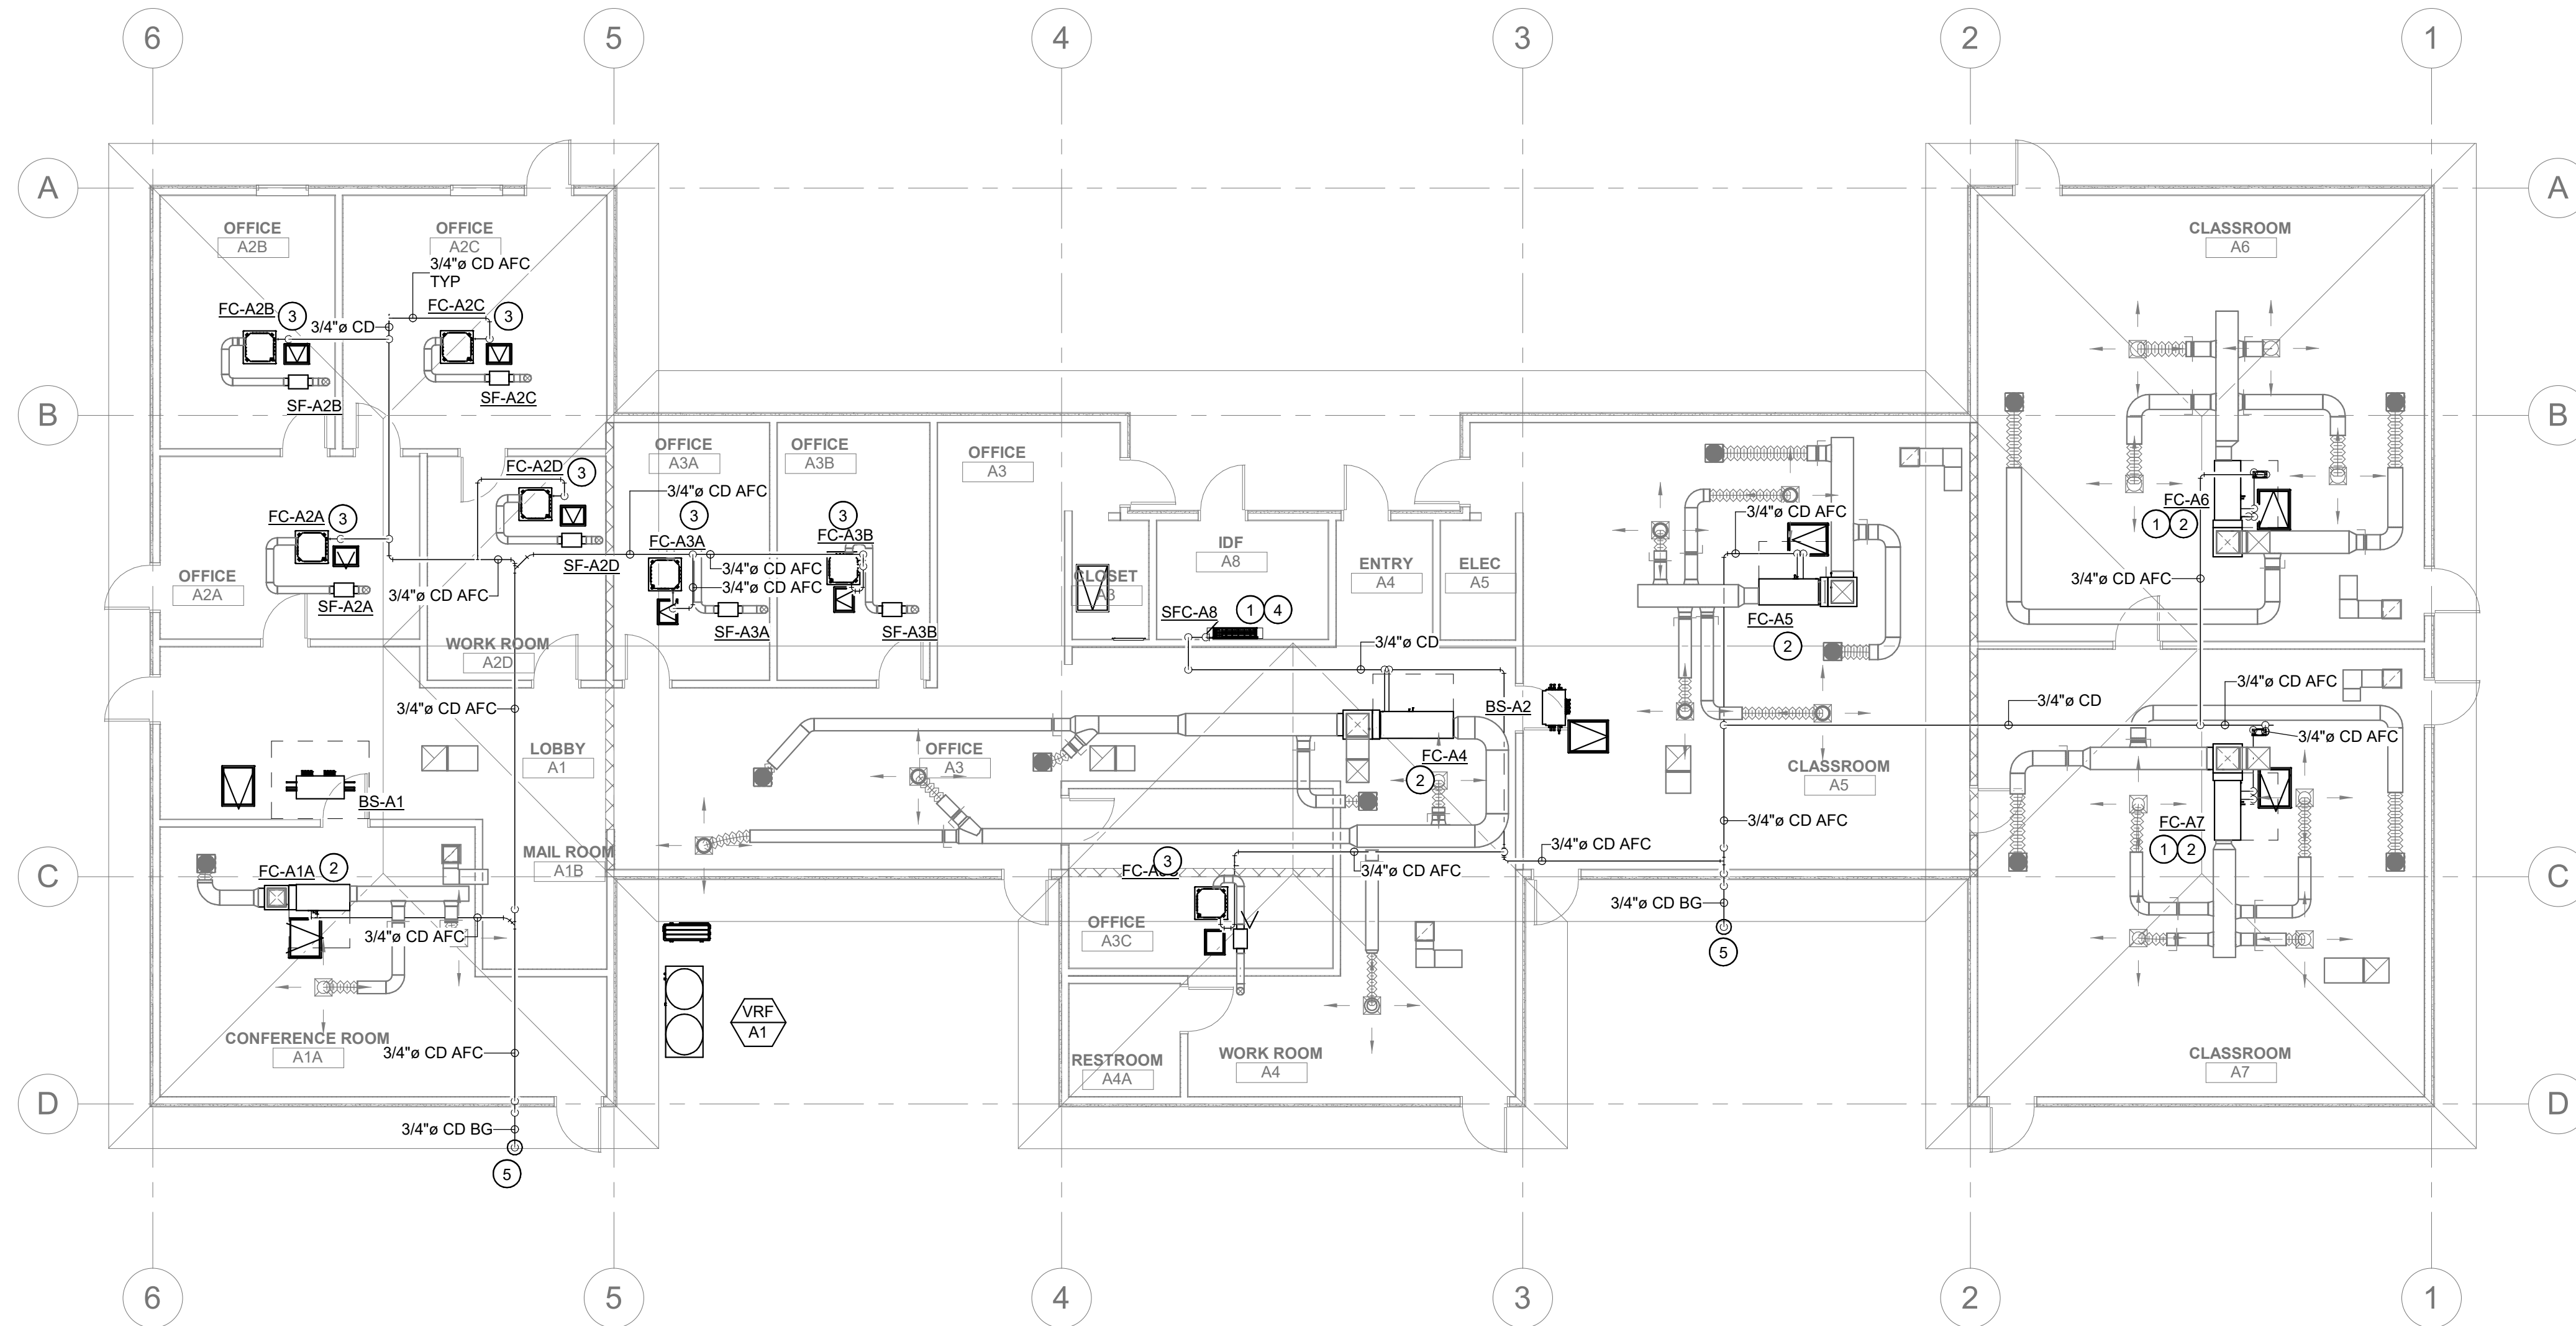 6
5
4
3
2
1
A
A
OFFICE
A2B
OFFICE
A2C
3/4"ø CD AFC
TYP
CLASSROOM
A6
FC-A2B
3
3/4"ø CD
FC-A2C
3
SF-A2B
SF-A2C
B
B
OFFICE
A3A
OFFICE
A3B
OFFICE
A3
FC-A2D
3
3/4"ø CD AFC
FC-A2A
3
3
3
FC-A3A
FC-A3B
SF-A2D
3/4"ø CD AFC
3/4"ø CD AFC
3/4"ø CD AFC
OFFICE
A2A
SF-A2A
SF-A3A
SF-A3B
CLOSET
A3
IDF
A8
ENTRY
A4
ELEC
A5
SFC-A8
1
4
3/4"ø CD
3/4"ø CD AFC
FC-A5
2
FC-A6
1
2
3/4"ø CD AFC
WORK ROOM
A2D
3/4"ø CD AFC
LOBBY
A1
BS-A1
OFFICE
A3
BS-A2
FC-A4
2
3/4"ø CD
3/4"ø CD AFC
3/4"ø CD AFC
CLASSROOM
A5
3/4"ø CD AFC
FC-A7
1
2
MAIL ROOM
A1B
C
C
FC-A1A
2
3/4"ø CD AFC
3
3/4"ø CD AFC
3/4"ø CD AFC
3/4"ø CD BG
5
OFFICE
A3C
VRF
A1
CONFERENCE ROOM
A1A
3/4"ø CD AFC
RESTROOM
A4A
WORK ROOM
A4
CLASSROOM
A7
D
D
3/4"ø CD BG
5
6
5
4
3
2
1